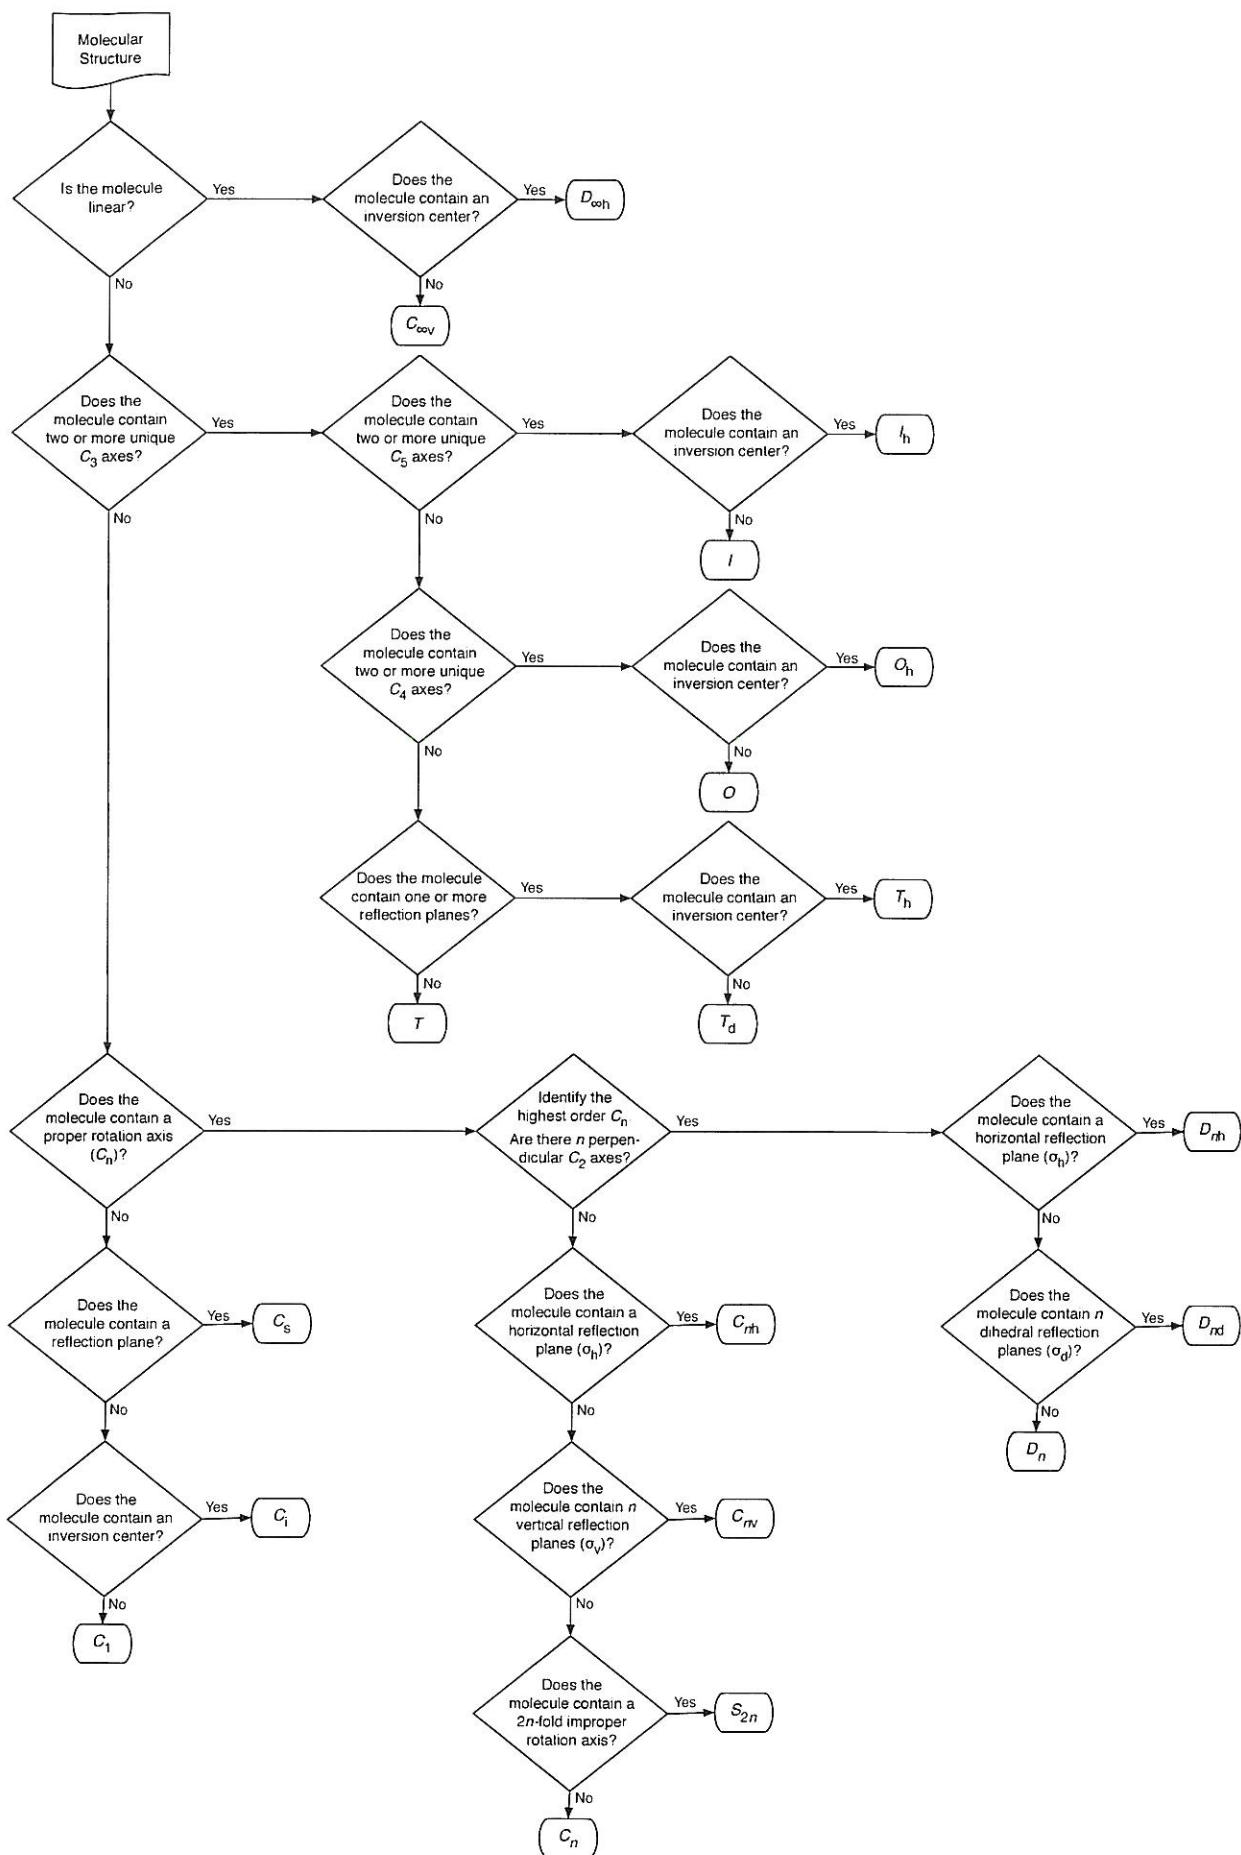 Molecular
Structure
Is the molecule
linear?
Yes
No
Does the
molecule contain an
inversion center?
Yes
D∞h
No
C∞v
Does the
molecule contain
two or more unique
C3 axes?
Yes
No
Does the
molecule contain
two or more unique
C5 axes?
Yes
No
Does the
molecule contain an
inversion center?
Yes
Ih
No
I
Does the
molecule contain
two or more unique
C4 axes?
Yes
No
Does the
molecule contain an
inversion center?
Yes
Oh
No
O
Does the molecule
contain one or more
reflection planes?
Yes
No
T
Does the
molecule contain an
inversion center?
Yes
Th
No
Td
Does the
molecule contain a
proper rotation axis
(Cn)?
Yes
No
Identify the
highest order Cn
Are there n perpen-
dicular C2 axes?
Yes
No
Does the
molecule contain a
horizontal reflection
plane (σh)?
Yes
Dnh
No
Does the
molecule contain a
reflection plane?
Yes
Cs
No
Does the
molecule contain a
horizontal reflection
plane (σh)?
Yes
Cnh
No
Does the
molecule contain n
dihedral reflection
planes (σd)?
Yes
Dnd
No
Dn
Does the
molecule contain an
inversion center?
Yes
Ci
No
C1
Does the
molecule contain n
vertical reflection
planes (σv)?
Yes
Cnv
No
Does the
molecule contain a
2n-fold improper
rotation axis?
Yes
S2n
No
Cn